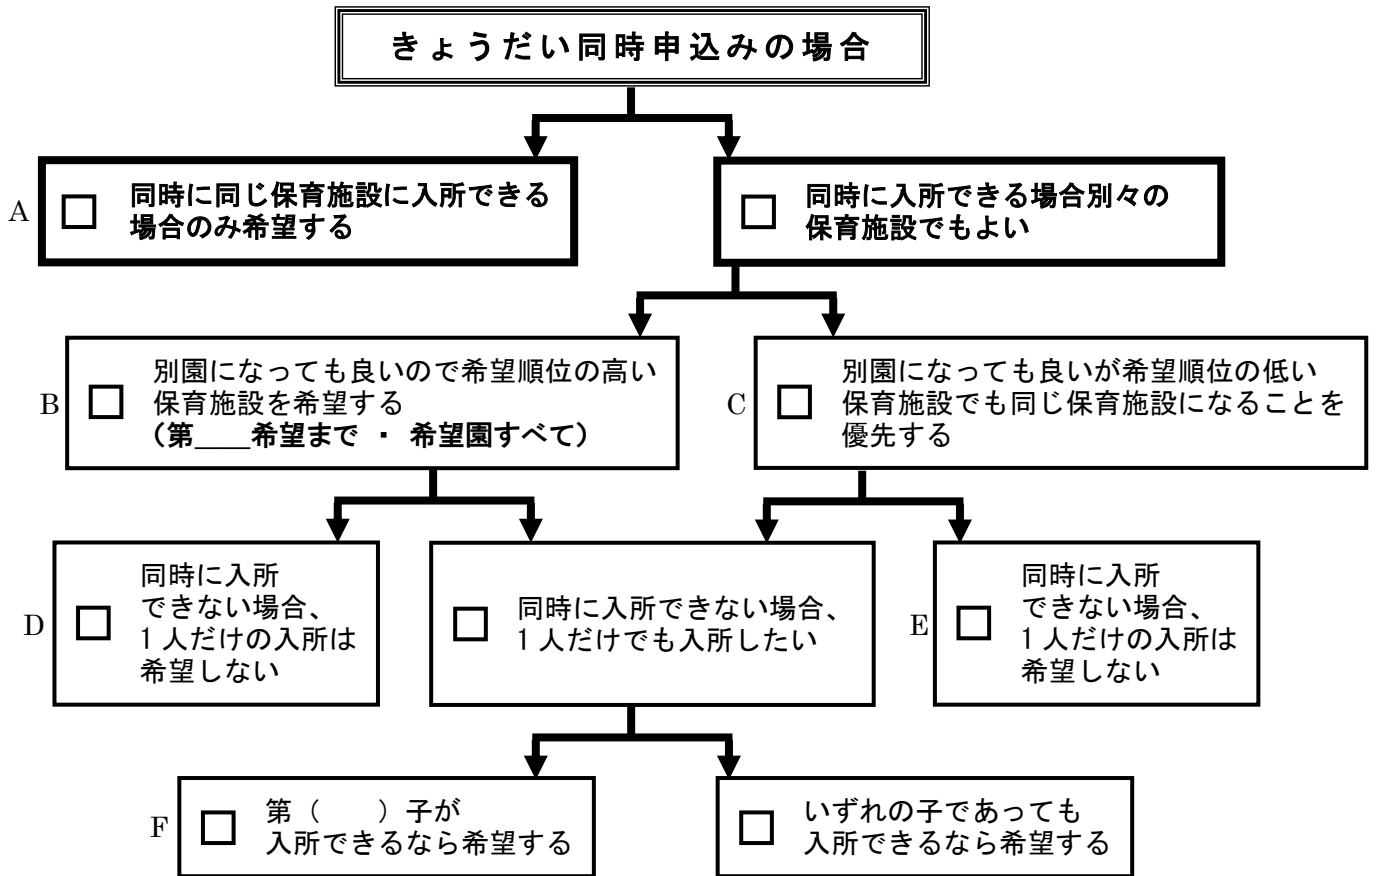 きょうだい同時申込みの場合
A
□ 同時に同じ保育施設に入所できる
場合のみ希望する
□ 同時に入所できる場合別々の
保育施設でもよい
B
□ 別園になっても良いので希望順位の高い
保育施設を希望する
（第＿＿希望まで ・ 希望園すべて）
C
□ 別園になっても良いが希望順位の低い
保育施設でも同じ保育施設になることを
優先する
D
□ 同時に入所
できない場合、
1人だけの入所は
希望しない
□ 同時に入所できない場合、
1人だけでも入所したい
E
□ 同時に入所
できない場合、
1人だけの入所は
希望しない
F
□ 第（　　）子が
入所できるなら希望する
□ いずれの子であっても
入所できるなら希望する